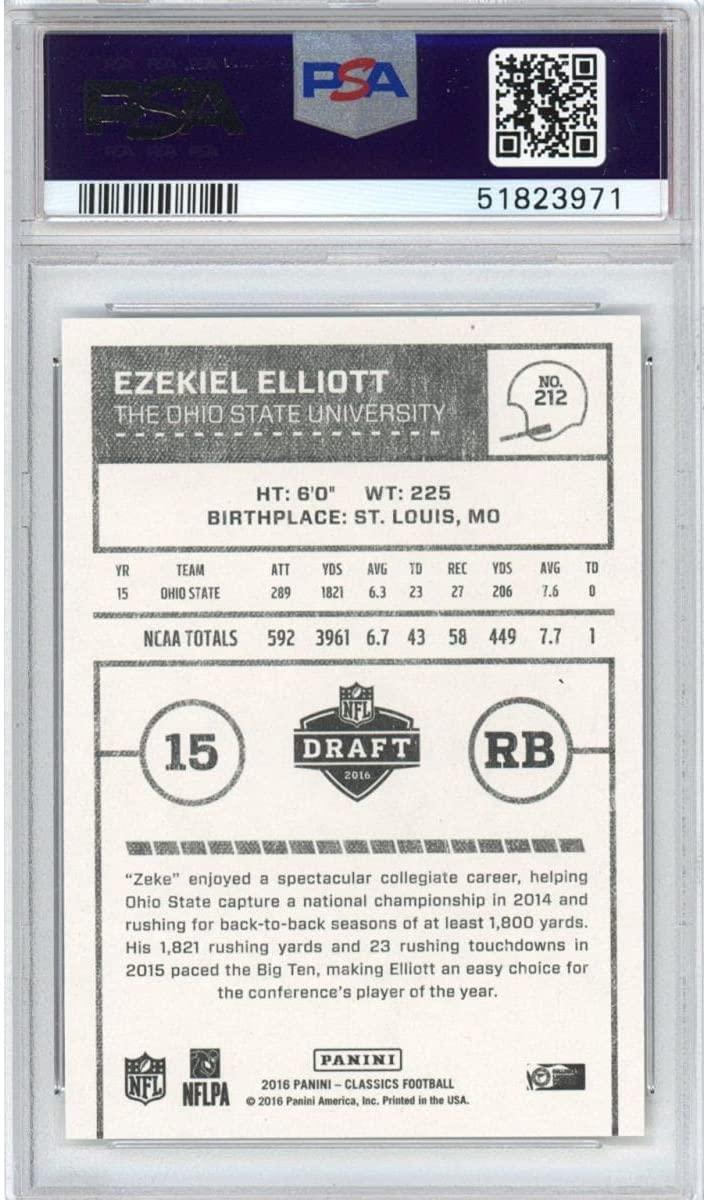 PSA
PSA
51823971
EZEKIEL ELLIOTT
THE OHIO STATE UNIVERSITY
NO.
212
HT: 6'0" WT: 225
BIRTHPLACE: ST. LOUIS, MO
YR TEAM ATT YDS AVG TD REC YDS AVG TD
15 OHIO STATE 289 1821 6.3 23 27 206 7.6 0
NCAA TOTALS 592 3961 6.7 43 58 449 7.7 1
15
NFL
DRAFT
2016
RB
"Zeke" enjoyed a spectacular collegiate career, helping
Ohio State capture a national championship in 2014 and
rushing for back-to-back seasons of at least 1,800 yards.
His 1,821 rushing yards and 23 rushing touchdowns in
2015 paced the Big Ten, making Elliott an easy choice for
the conference's player of the year.
NFL
NFLPA
PANINI
2016 PANINI – CLASSICS FOOTBALL
© 2016 Panini America, Inc. Printed in the USA.